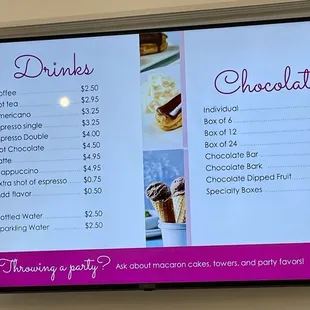 Drinks
offee $2.50
ot tea $2.95
mericano $3.25
presso single $3.25
presso Double $4.00
ot Chocolate $4.50
atte $4.95
appuccino $4.95
xtra shot of espresso $0.75
dd flavor $0.50
ottled Water $2.50
parkling Water $2.50
Chocolat
Individual
Box of 6
Box of 12
Box of 24
Chocolate Bar
Chocolate Bark
Chocolate Dipped Fruit
Specialty Boxes
Throwing a party? Ask about macaron cakes, towers, and party favors!